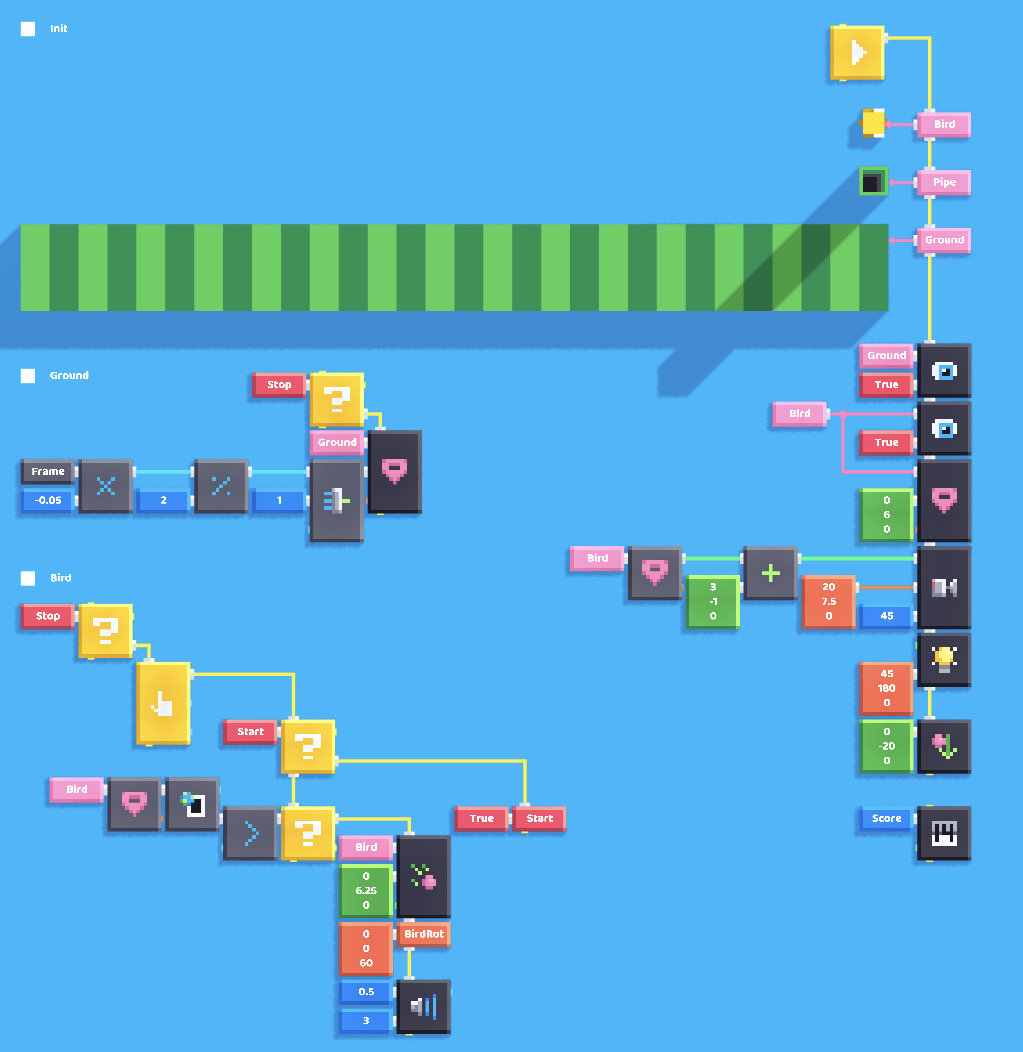 Init
Bird
Pipe
Ground
Ground
True
Bird
True
0
6
0
Ground
Stop
Ground
Frame
-0.05
2
1
Bird
3
-1
0
20
7.5
0
45
45
180
0
0
-20
0
Score
Bird
Stop
Start
Bird
True
Start
Bird
0
6.25
0
0
0
60
BirdRot
0.5
3